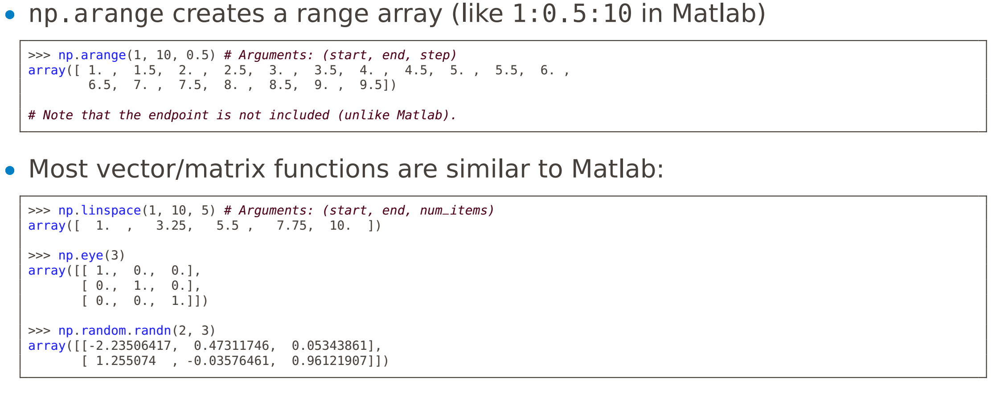 • np.arange creates a range array (like 1:0.5:10 in Matlab)
>>> np.arange(1, 10, 0.5) # Arguments: (start, end, step)
array([ 1. ,  1.5,  2. ,  2.5,  3. ,  3.5,  4. ,  4.5,  5. ,  5.5,  6. ,
        6.5,  7. ,  7.5,  8. ,  8.5,  9. ,  9.5])
# Note that the endpoint is not included (unlike Matlab).
• Most vector/matrix functions are similar to Matlab:
>>> np.linspace(1, 10, 5) # Arguments: (start, end, num_items)
array([  1.  ,   3.25,   5.5 ,   7.75,  10.  ])
>>> np.eye(3)
array([[ 1.,  0.,  0.],
       [ 0.,  1.,  0.],
       [ 0.,  0.,  1.]])
>>> np.random.randn(2, 3)
array([[-2.23506417,  0.47311746,  0.05343861],
       [ 1.255074  , -0.03576461,  0.96121907]])